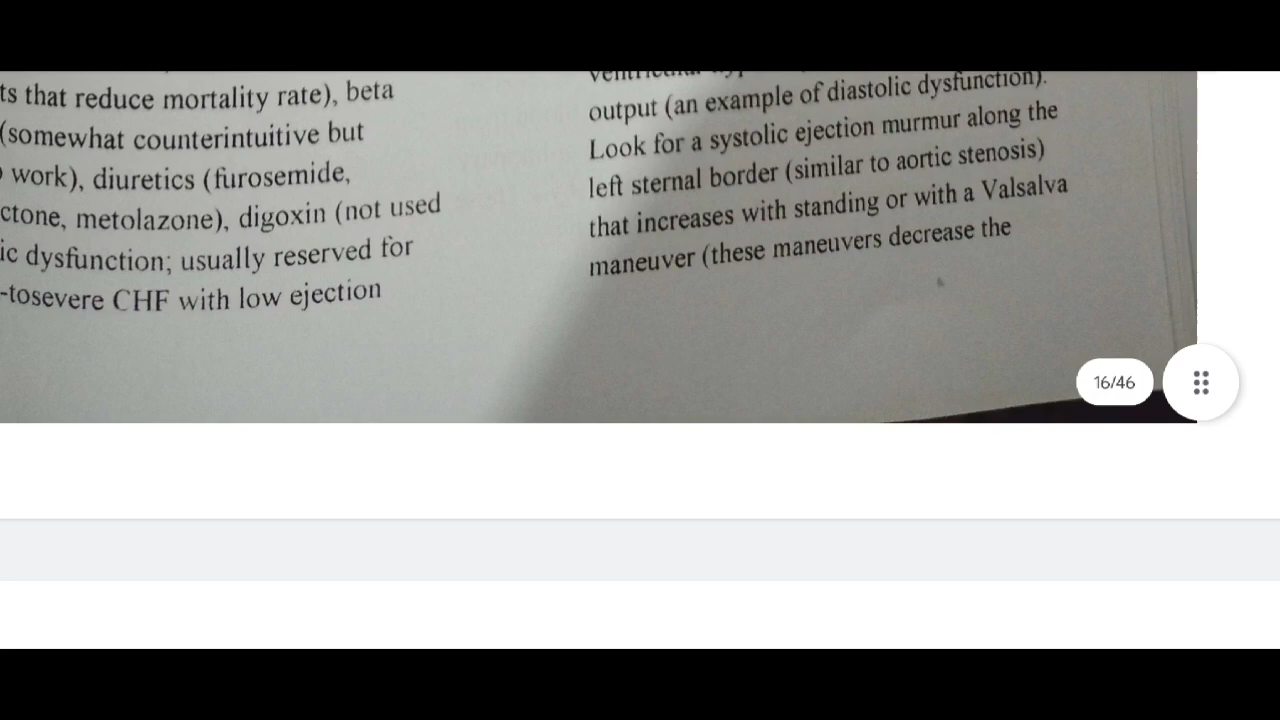 ts that reduce mortality rate), beta
(somewhat counterintuitive but
work), diuretics (furosemide,
ctone, metolazone), digoxin (not used
ic dysfunction; usually reserved for
-tosevere CHF with low ejection
output (an example of diastolic dysfunction).
Look for a systolic ejection murmur along the
left sternal border (similar to aortic stenosis)
that increases with standing or with a Valsalva
maneuver (these maneuvers decrease the
16/46